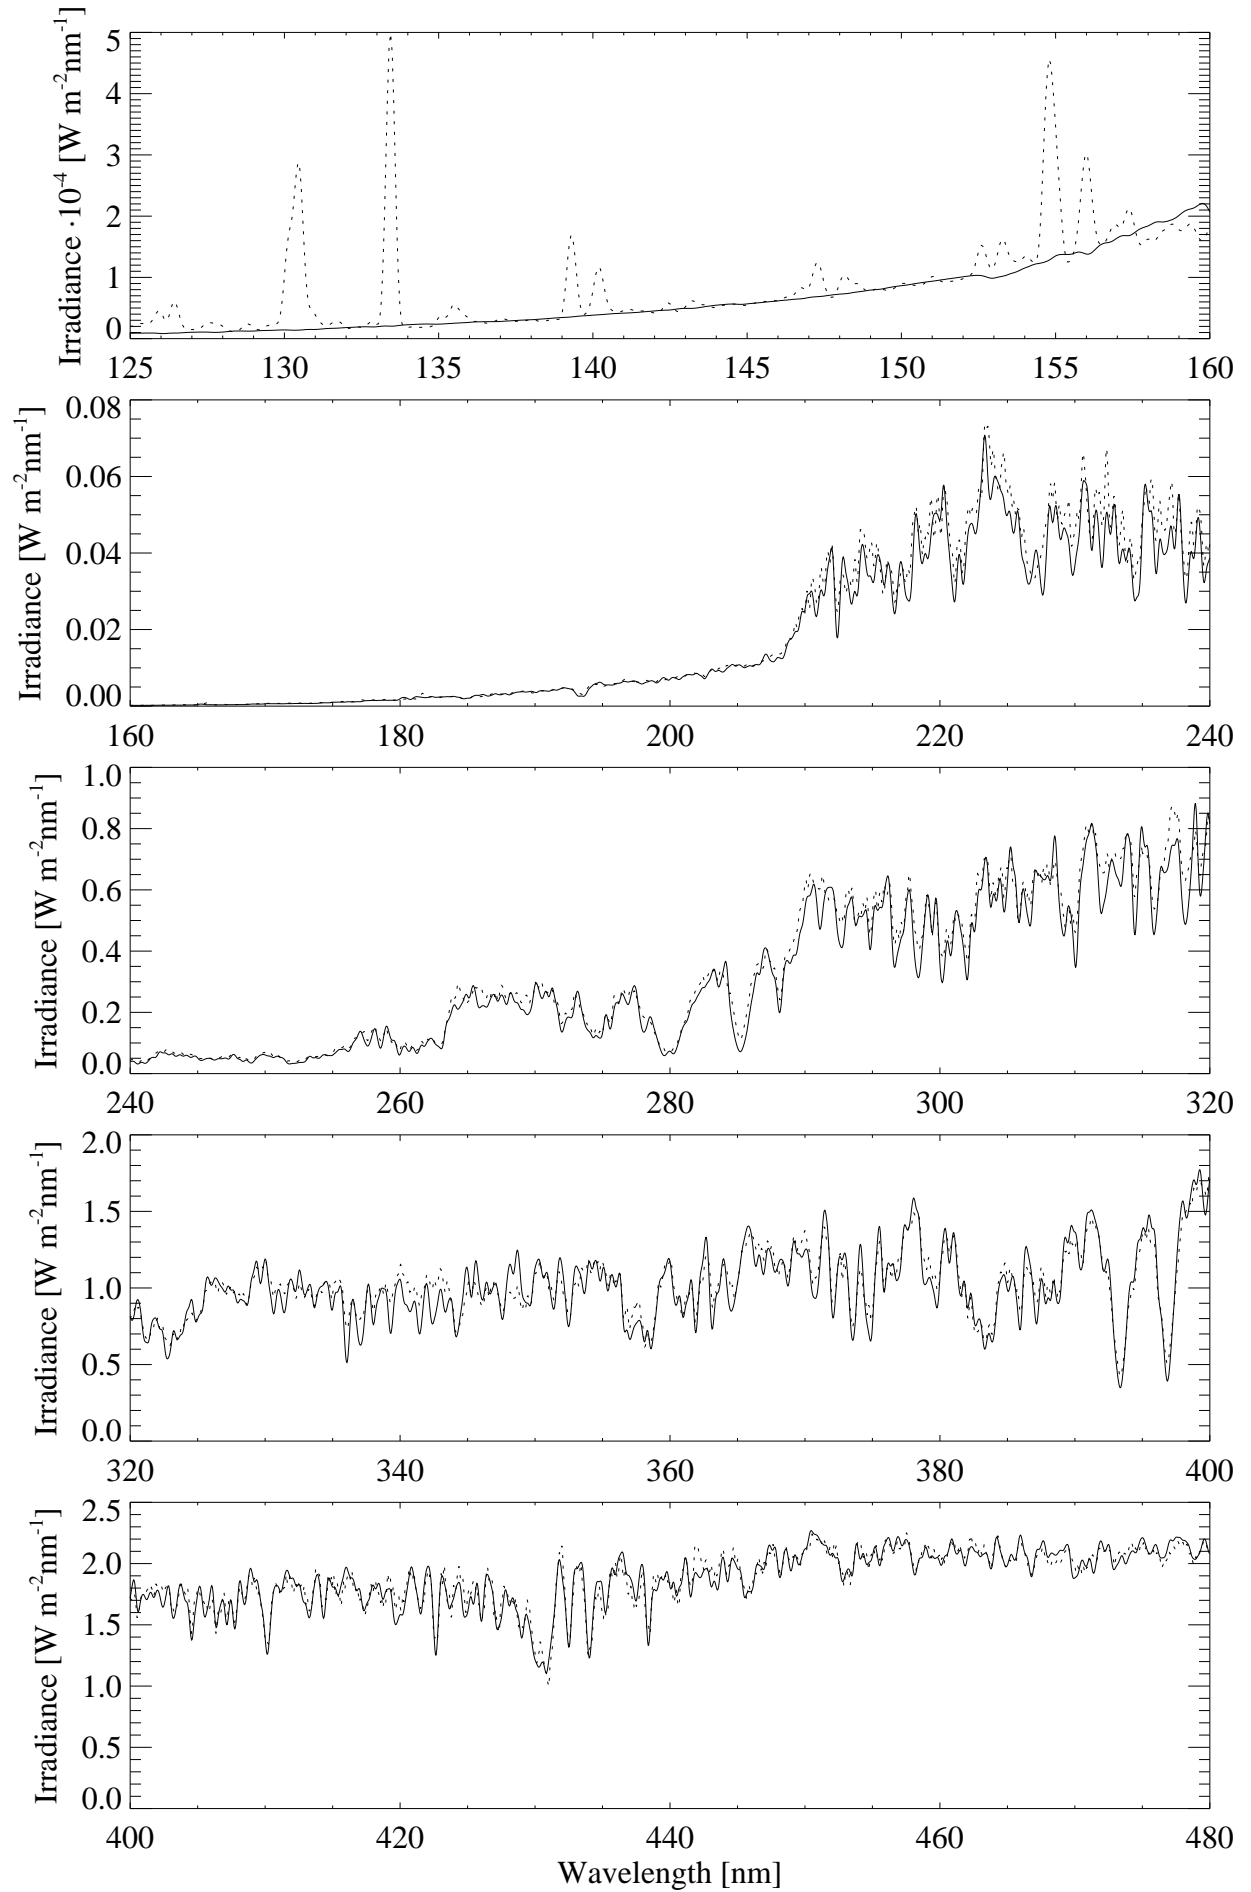 Irradiance ·10⁻⁴ [W m⁻²nm⁻¹]
5
4
3
2
1
0
125 130 135 140 145 150 155 160
Irradiance [W m⁻²nm⁻¹]
0.08
0.06
0.04
0.02
0.00
160 180 200 220 240
Irradiance [W m⁻²nm⁻¹]
1.0
0.8
0.6
0.4
0.2
0.0
240 260 280 300 320
Irradiance [W m⁻²nm⁻¹]
2.0
1.5
1.0
0.5
0.0
320 340 360 380 400
Irradiance [W m⁻²nm⁻¹]
2.5
2.0
1.5
1.0
0.5
0.0
400 420 440 460 480
Wavelength [nm]